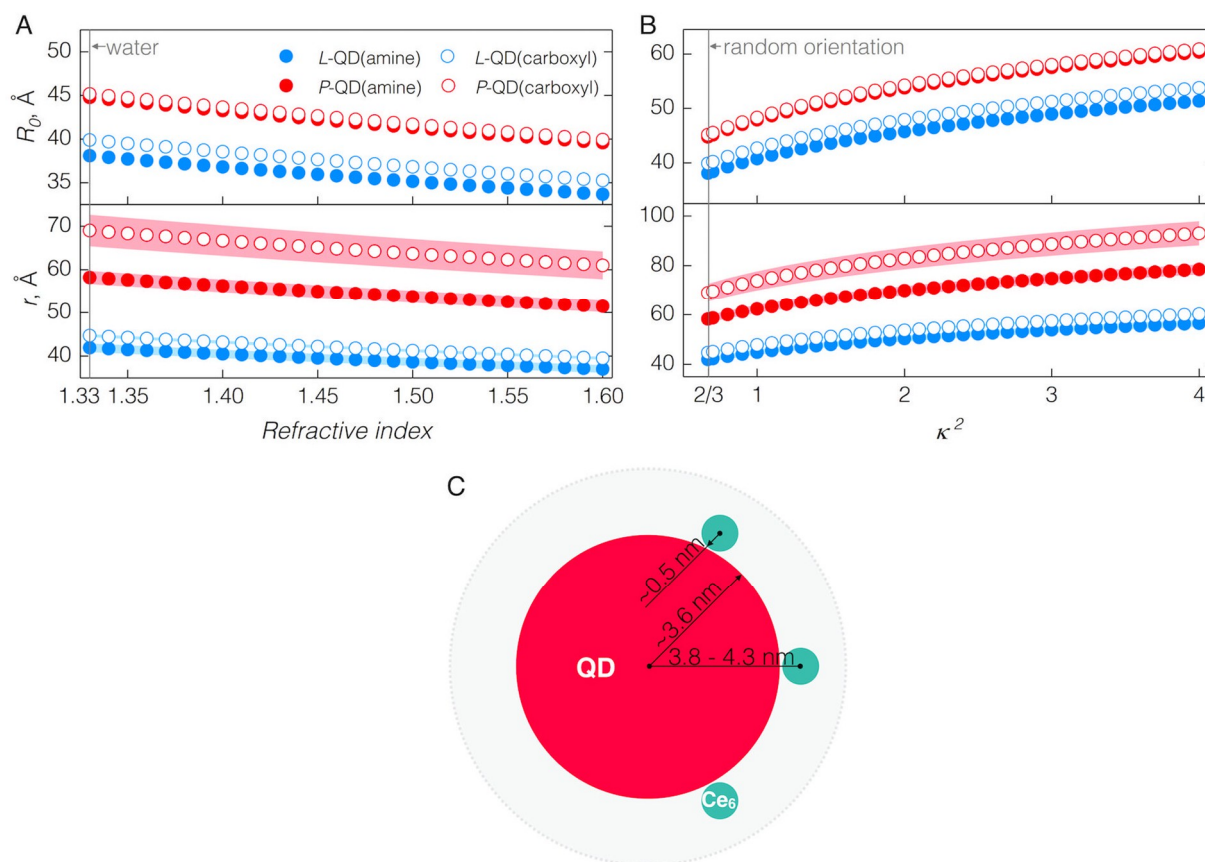 A
water
L-QD(amine)
L-QD(carboxyl)
P-QD(amine)
P-QD(carboxyl)
R0, Å
50
45
40
35
r, Å
70
60
50
40
1.33
1.35
1.40
1.45
1.50
1.55
1.60
Refractive index
B
random orientation
60
50
40
100
80
60
40
2/3
1
2
3
4
κ²
C
~0.5 nm
~3.6 nm
3.8 - 4.3 nm
QD
Ce₆